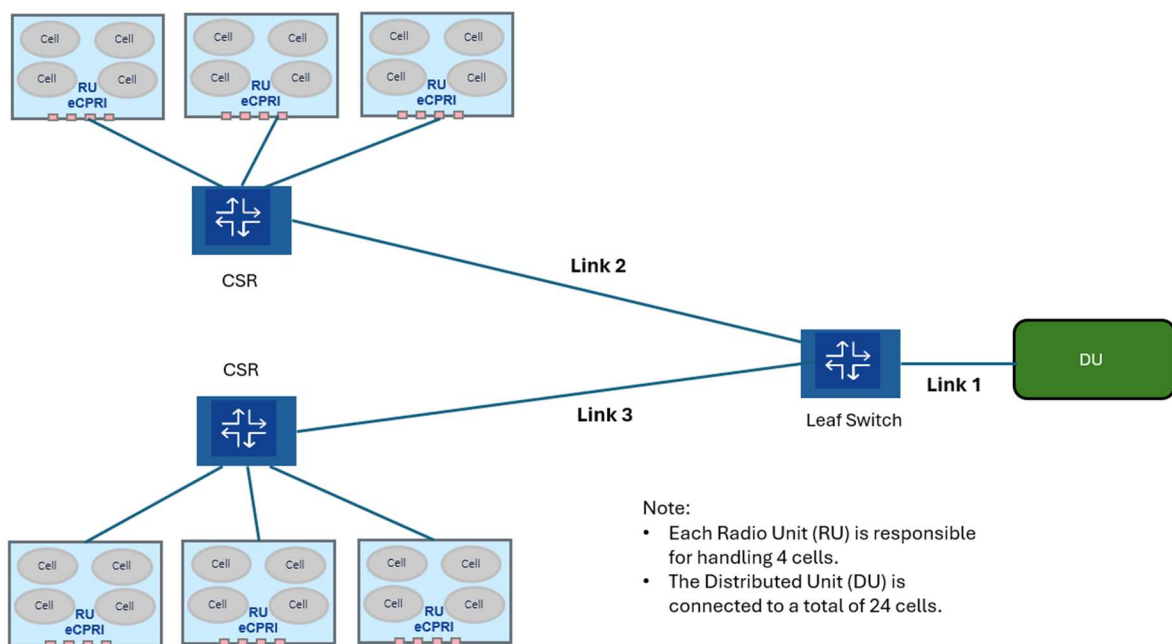 Cell Cell Cell Cell Cell Cell
Cell Cell Cell Cell Cell Cell
RU RU RU
eCPRI eCPRI eCPRI
CSR
Link 2
CSR
DU
Link 1
Link 3
Leaf Switch
Note:
• Each Radio Unit (RU) is responsible
for handling 4 cells.
• The Distributed Unit (DU) is
connected to a total of 24 cells.
Cell Cell Cell Cell Cell Cell
Cell Cell Cell Cell Cell Cell
RU RU RU
eCPRI eCPRI eCPRI